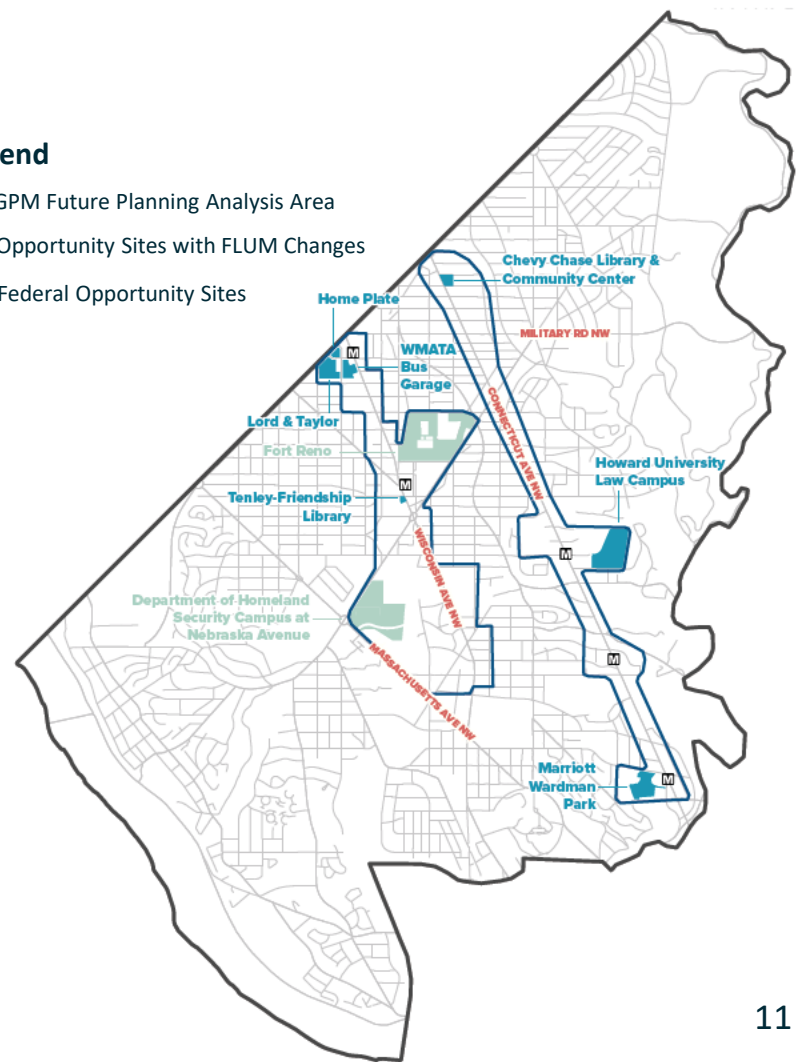 end
GPM Future Planning Analysis Area
Opportunity Sites with FLUM Changes
Federal Opportunity Sites
Chevy Chase Library &
Community Center
Home Plate
MILITARY RD NW
M
WMATA
Bus
Garage
CONNECTICUT AVE NW
Lord & Taylor
Fort Reno
Howard University
Law Campus
M
Tenley-Friendship
Library
WISCONSIN AVE NW
M
Department of Homeland
Security Campus at
Nebraska Avenue
M
MASSACHUSETTS AVE NW
Marriott
Wardman
Park
M
11